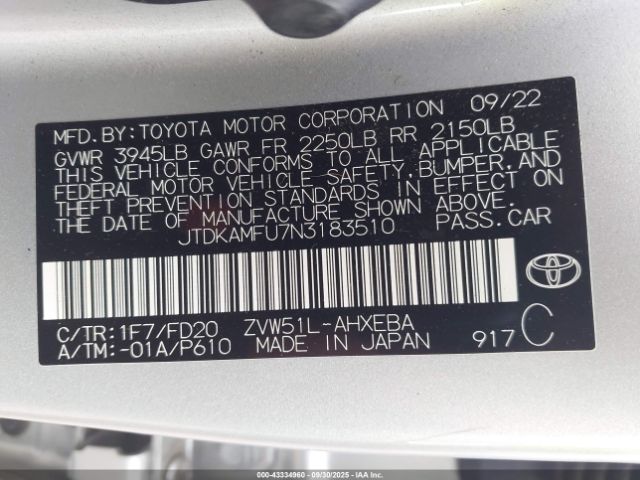 MFD.BY:TOYOTA MOTOR CORPORATION 09/22
GVWR 3945LB GAWR FR 2250LB RR 2150LB
THIS VEHICLE CONFORMS TO ALL APPLICABLE
FEDERAL MOTOR VEHICLE SAFETY,BUMPER,AND
THEFT PREVENTION STANDARDS IN EFFECT ON
THE DATE OF MANUFACTURE SHOWN ABOVE.
JTDKAMFU7N3183510 PASS.CAR
C/TR:1F7/FD20 ZVW51L-AHXEBA
A/TM:-01A/P610 MADE IN JAPAN 917 C
000-43334960 - 09/30/2025 - IAAI.COM